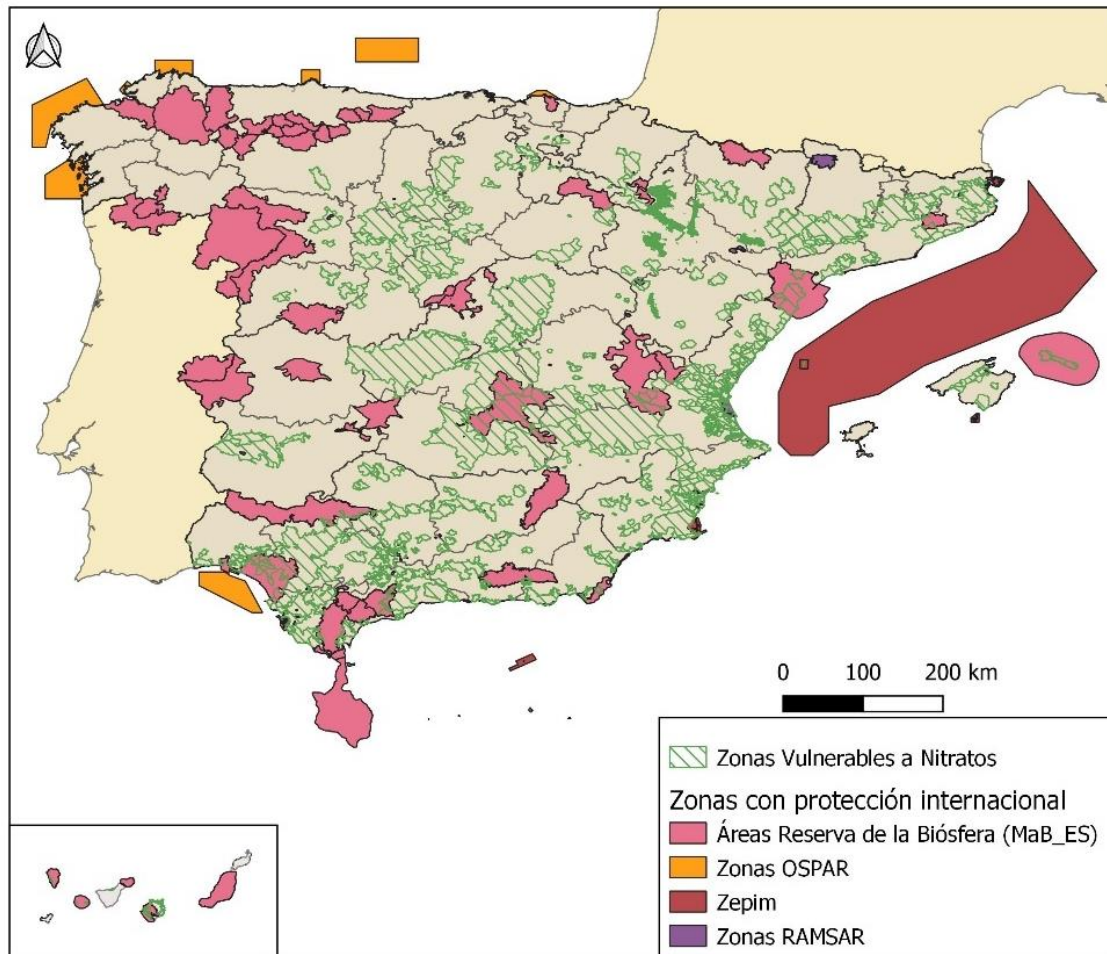 0 100 200 km
Zonas Vulnerables a Nitratos
Zonas con protección internacional
Áreas Reserva de la Biósfera (MaB_ES)
Zonas OSPAR
Zepim
Zonas RAMSAR